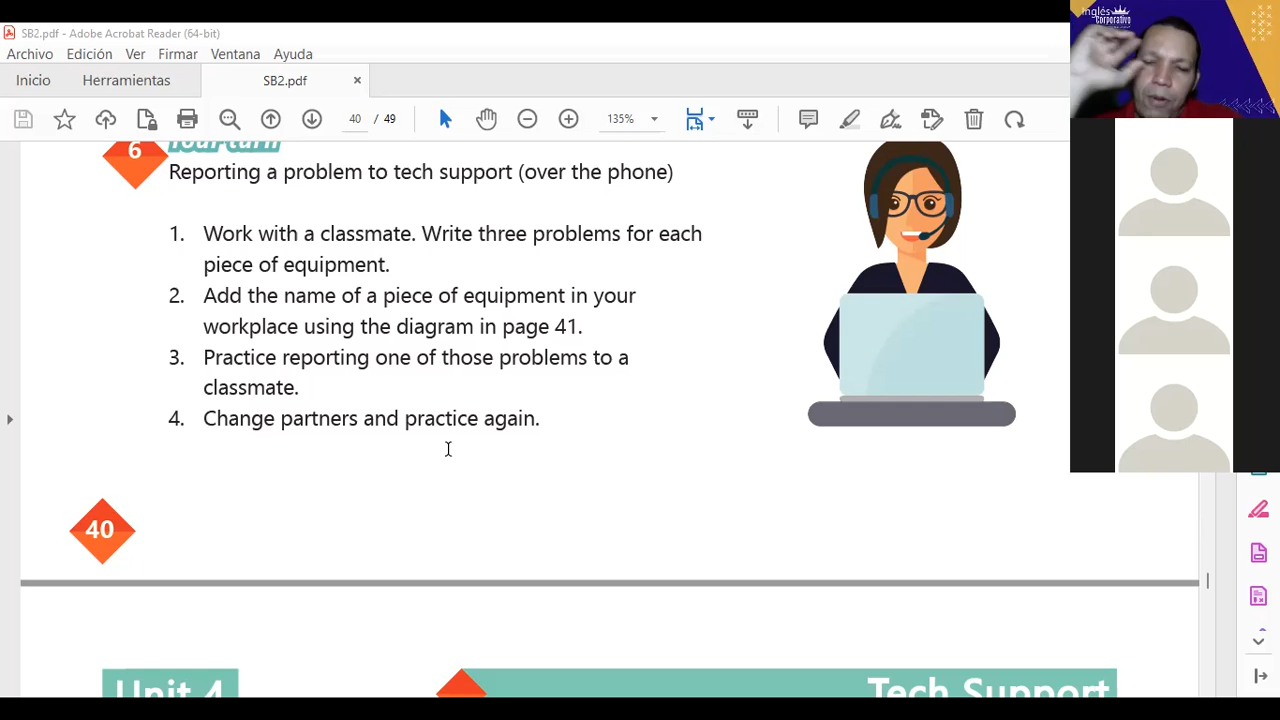 SB2.pdf - Adobe Acrobat Reader (64-bit)
Archivo Edición Ver Firmar Ventana Ayuda
Inicio Herramientas SB2.pdf ×
40 / 49 135%
Inglés
Corporativo
6 Your turn
Reporting a problem to tech support (over the phone)
1. Work with a classmate. Write three problems for each
piece of equipment.
2. Add the name of a piece of equipment in your
workplace using the diagram in page 41.
3. Practice reporting one of those problems to a
classmate.
4. Change partners and practice again.
40
Unit 4 Tech Support